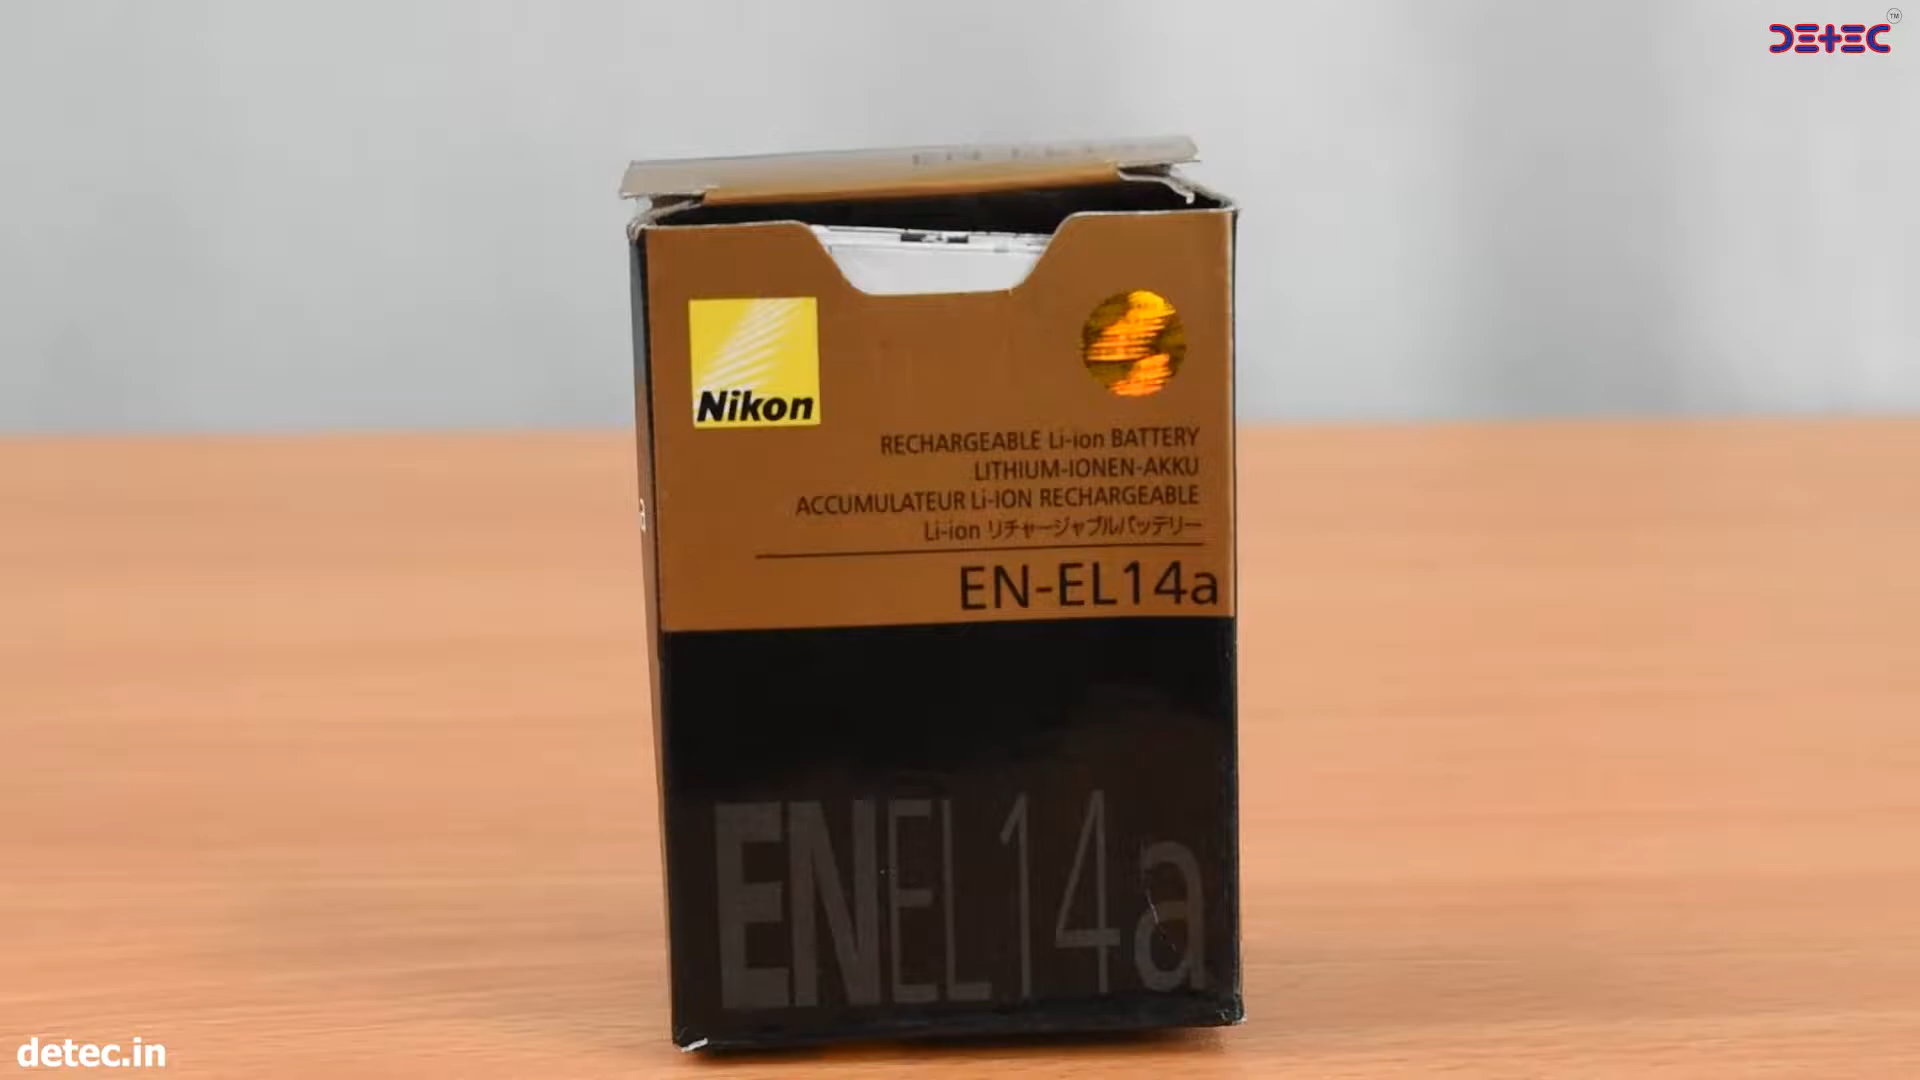 DETEC
TM
Nikon
RECHARGEABLE Li-ion BATTERY
LITHIUM-IONEN-AKKU
ACCUMULATEUR Li-ION RECHARGEABLE
Li-ion リチャージャブルバッテリー
EN-EL14a
ENEL14a
detec.in